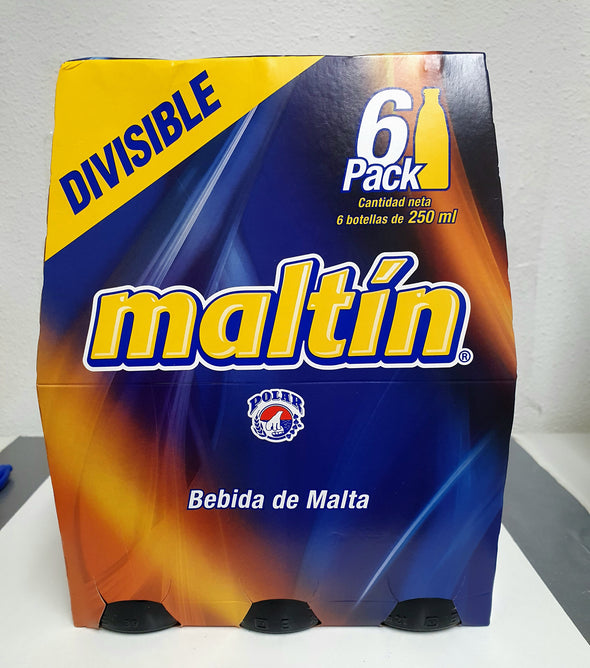 DIVISIBLE
6
Pack
Cantidad neta
6 botellas de 250 ml
maltín®
POLAR
Bebida de Malta